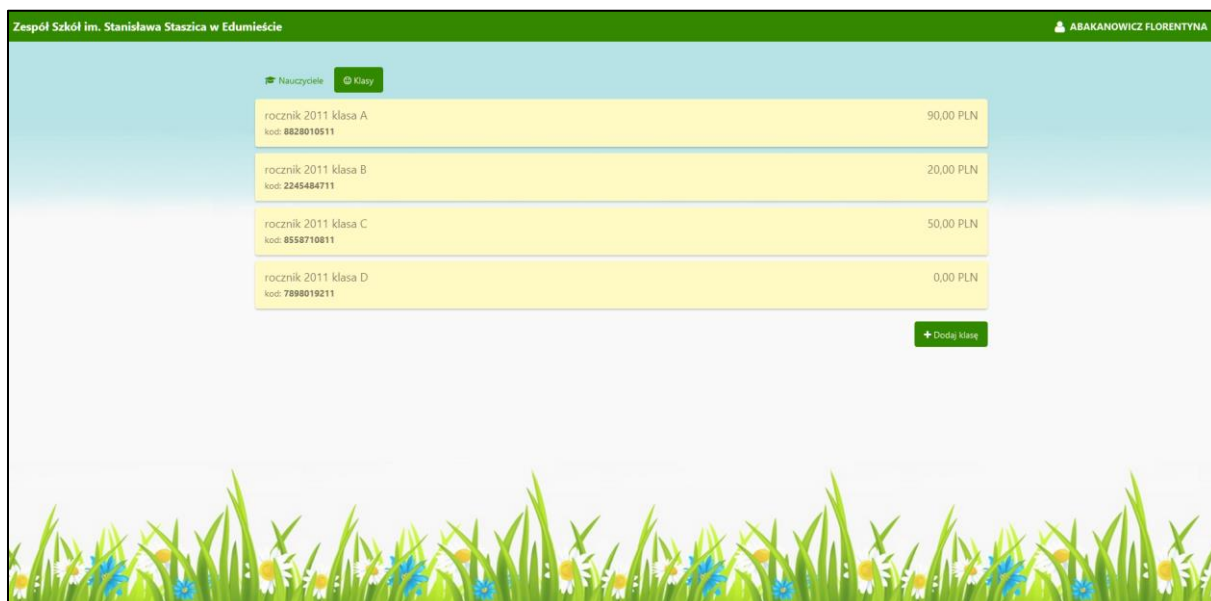 Zespół Szkół im. Stanisława Staszica w Edumieście
ABAKANOWICZ FLORENTYNA
Nauczyciele Klasy
rocznik 2011 klasa A 90,00 PLN
kod: 8828010511
rocznik 2011 klasa B 20,00 PLN
kod: 2245484711
rocznik 2011 klasa C 50,00 PLN
kod: 8558710811
rocznik 2011 klasa D 0,00 PLN
kod: 7898019211
+ Dodaj klasę